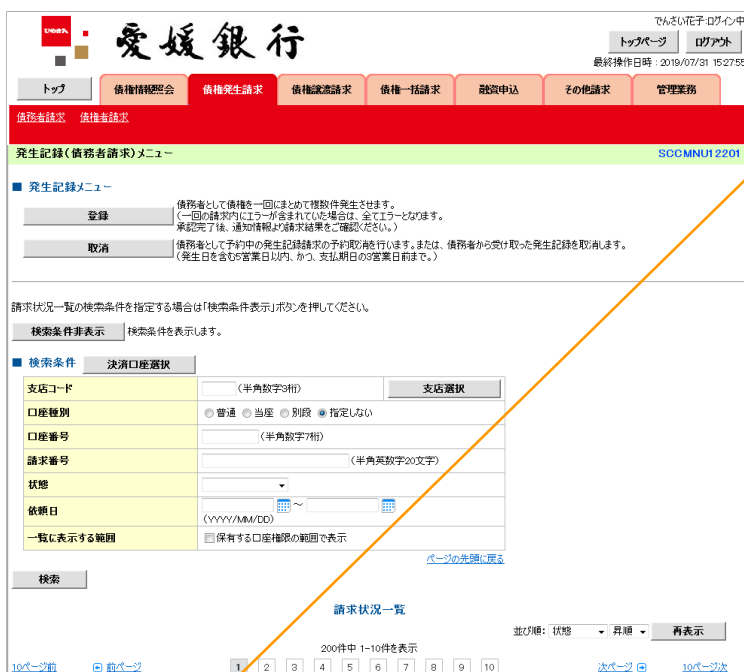 でんさい花子:ログイン中
ひめぎん
愛媛銀行
トップページ ログアウト
最終操作日時:2019/07/31 15:27:55
トップ 債権情報照会 債権発生請求 債権譲渡請求 債権一括請求 融資申込 その他請求 管理業務
債務者請求 債権者請求
発生記録(債務者請求)メニュー SCCMNU12201
■ 発生記録メニュー
登録
債務者として債権を一回にまとめて複数件発生させます。
(一回の請求内にエラーが含まれていた場合は、全てエラーとなります。
承認完了後、通知情報より請求結果をご確認ください。)
取消
債務者として予約中の発生記録請求の予約取消を行います。または、債務者から受け取った発生記録を取消します。
(発生日を含む5営業日以内、かつ、支払期日の3営業日前まで。)
請求状況一覧の検索条件を指定する場合は「検索条件表示」ボタンを押してください。
検索条件非表示 検索条件を表示します。
■ 検索条件 決済口座選択
支店コード (半角数字3桁) 支店選択
口座種別 普通 当座 別段 指定しない
口座番号 (半角数字7桁)
請求番号 (半角英数字20文字)
状態
依頼日 ~
(YYYY/MM/DD)
一覧に表示する範囲 保有する口座権限の範囲で表示
ページの先頭に戻る
検索
請求状況一覧
並び順: 状態 昇順 再表示
200件中 1-10件を表示
10ページ前 前ページ 1 2 3 4 5 6 7 8 9 10 次ページ 10ページ次